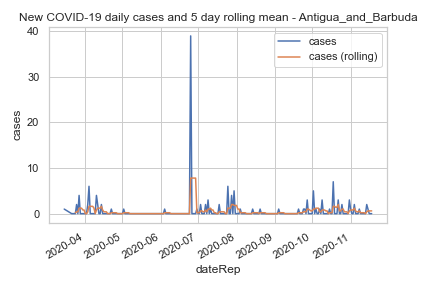 New COVID-19 daily cases and 5 day rolling mean - Antigua_and_Barbuda
cases
cases (rolling)
40
30
20
10
0
cases
2020-04
2020-05
2020-06
2020-07
2020-08
2020-09
2020-10
2020-11
dateRep